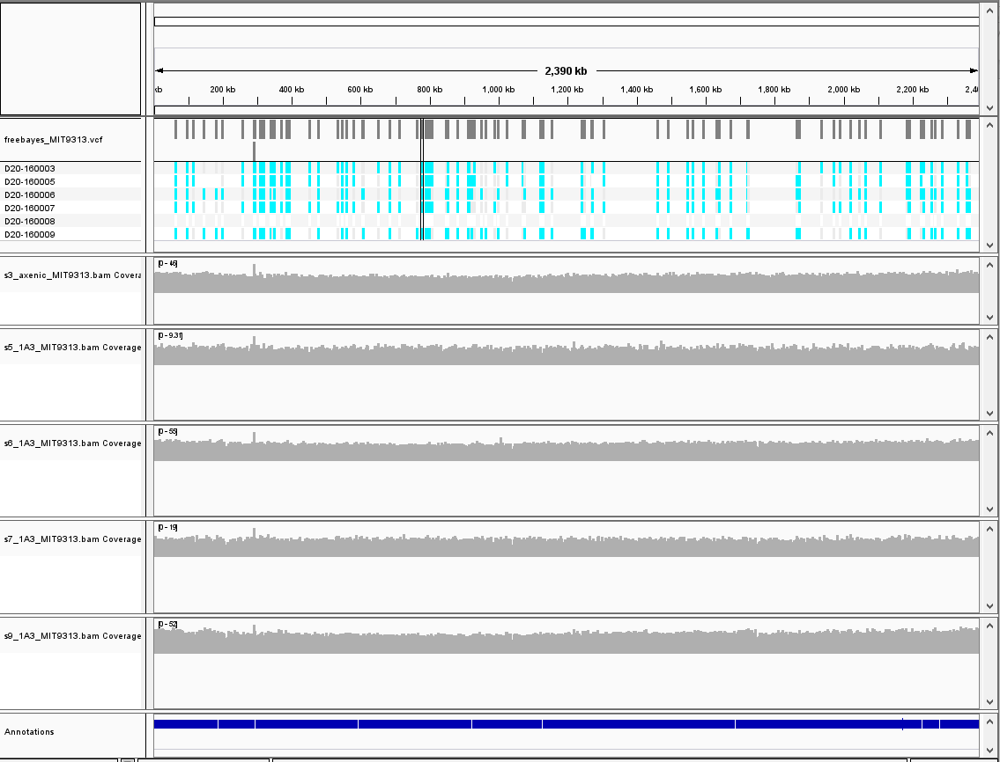 2,390 kb
kb 200 kb 400 kb 600 kb 800 kb 1,000 kb 1,200 kb 1,400 kb 1,600 kb 1,800 kb 2,000 kb 2,200 kb 2,4
freebayes_MIT9313.vcf
D20-160003
D20-160005
D20-160006
D20-160007
D20-160008
D20-160009
[0 - 46]
s3_axenic_MIT9313.bam Covera
[0 - 9.31]
s5_1A3_MIT9313.bam Coverage
[0 - 55]
s6_1A3_MIT9313.bam Coverage
[0 - 19]
s7_1A3_MIT9313.bam Coverage
[0 - 52]
s9_1A3_MIT9313.bam Coverage
Annotations